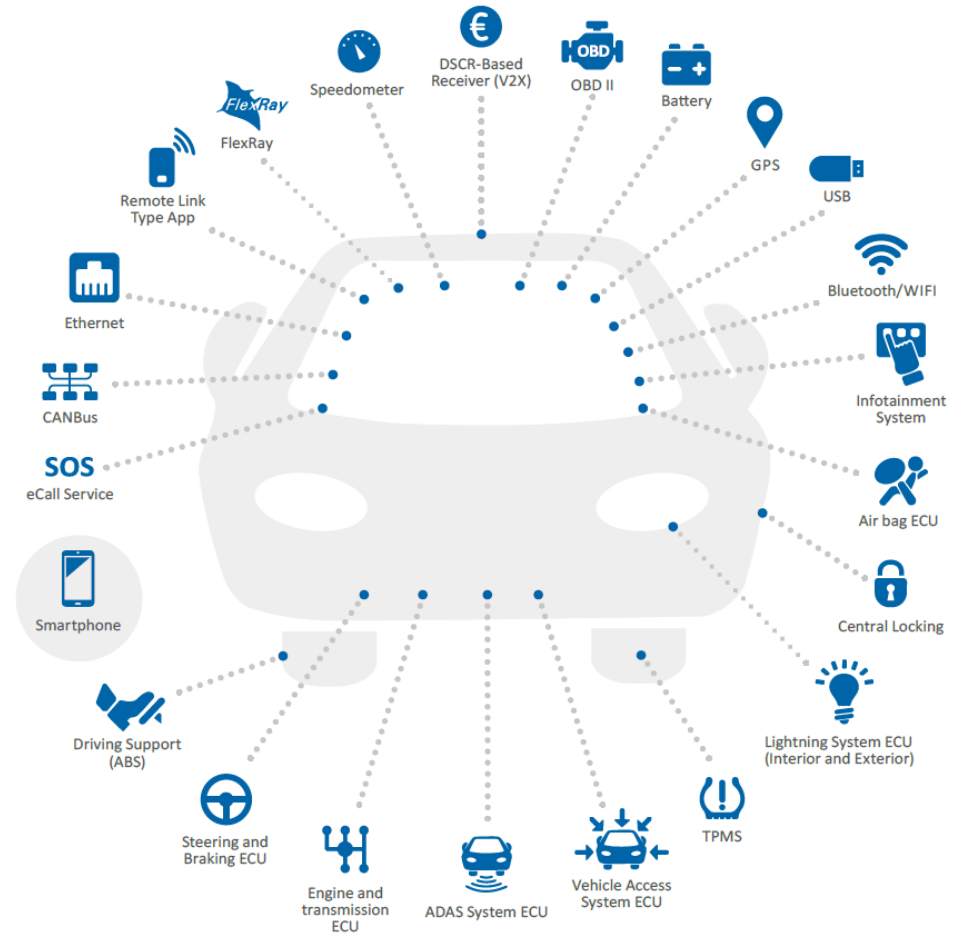 €
DSCR-Based
Receiver (V2X)
OBD
OBD II
Speedometer
Battery
FlexRay
FlexRay
GPS
Remote Link
Type App
USB
Ethernet
Bluetooth/WIFI
CANBus
Infotainment
System
SOS
eCall Service
Air bag ECU
Smartphone
Central Locking
Driving Support
(ABS)
Lightning System ECU
(Interior and Exterior)
Steering and
Braking ECU
TPMS
Engine and
transmission
ECU
ADAS System ECU
Vehicle Access
System ECU